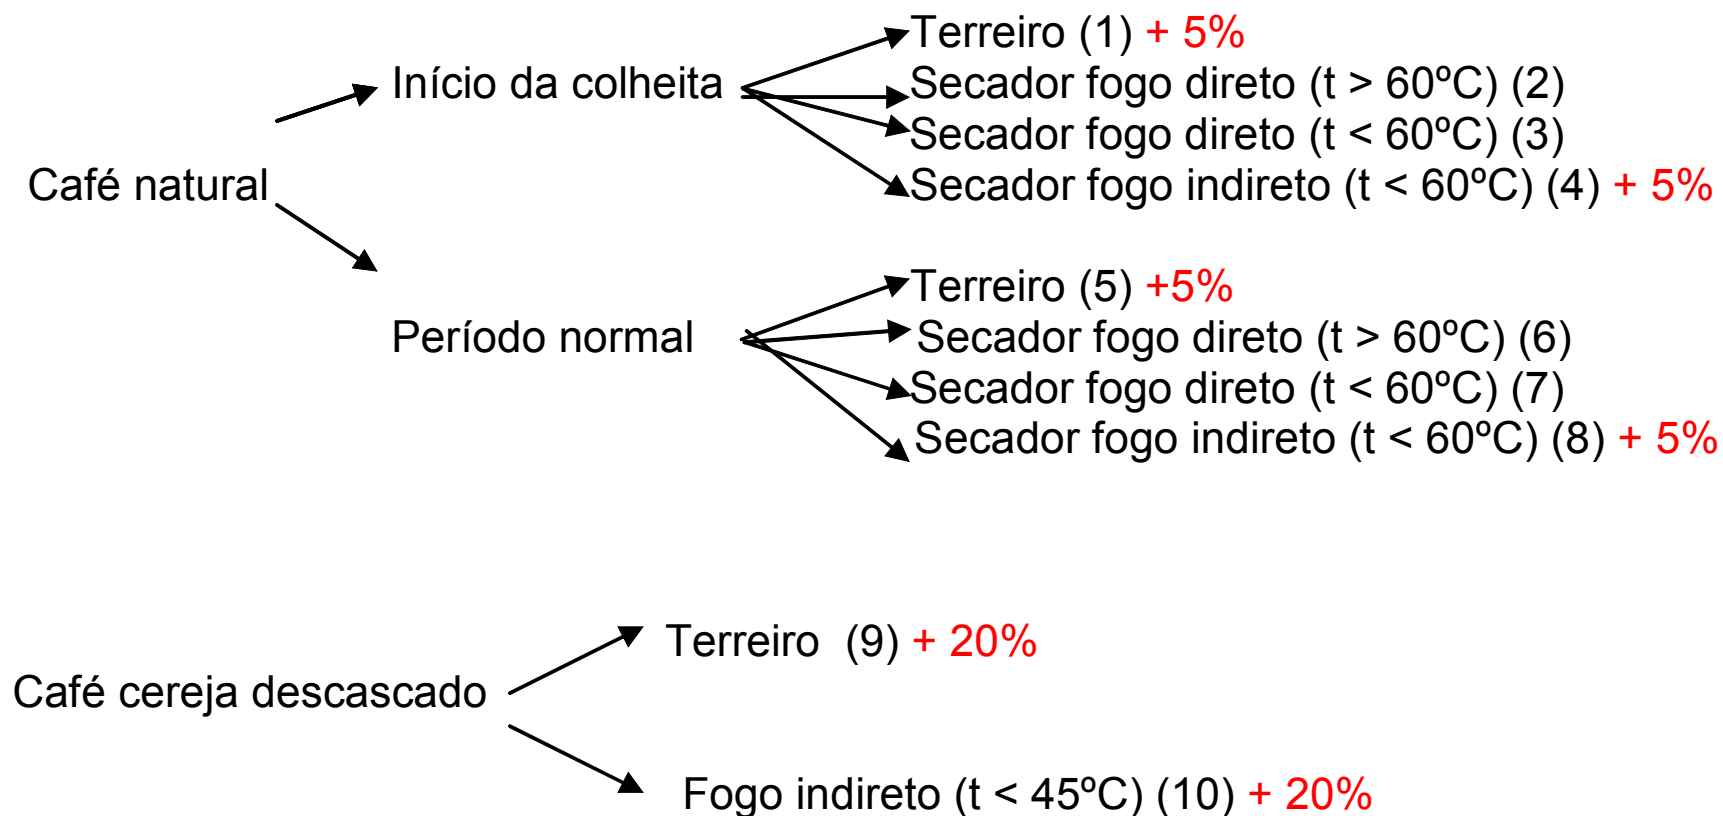 Café natural
Início da colheita
Terreiro (1) + 5%
Secador fogo direto (t > 60ºC) (2)
Secador fogo direto (t < 60ºC) (3)
Secador fogo indireto (t < 60ºC) (4) + 5%
Período normal
Terreiro (5) +5%
Secador fogo direto (t > 60ºC) (6)
Secador fogo direto (t < 60ºC) (7)
Secador fogo indireto (t < 60ºC) (8) + 5%
Café cereja descascado
Terreiro (9) + 20%
Fogo indireto (t < 45ºC) (10) + 20%